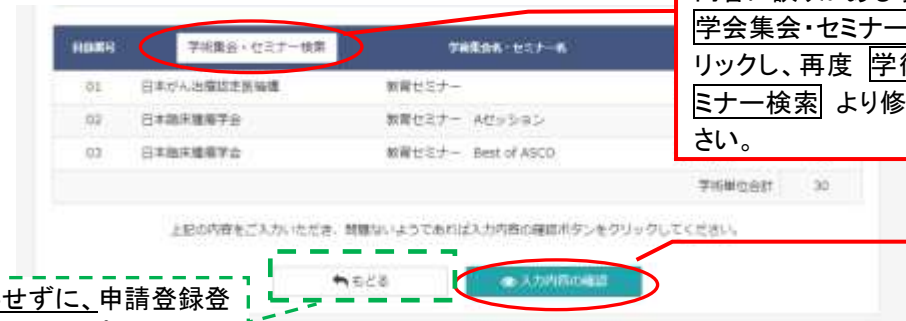 学会集会・セミナー
リックし、再度 学
ミナー検索 より修
さい。
目録番号 学術集会・セミナー検索 学術集会名・セミナー名
01 日本がん治療認定医機構 教育セミナー
02 日本臨床腫瘍学会 教育セミナー Aセッション
03 日本臨床腫瘍学会 教育セミナー Best of ASCO
学術単位合計 30
上記の内容をご入力いただき、問題ないようであれば入力内容の確認ボタンをクリックしてください。
もどる 入力内容の確認
せずに、申請登録登